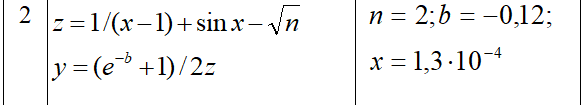 2 z = 1/(x−1) + sin x − √n n = 2; b = −0,12;
y = (e⁻ᵇ + 1) / 2z x = 1,3·10⁻⁴